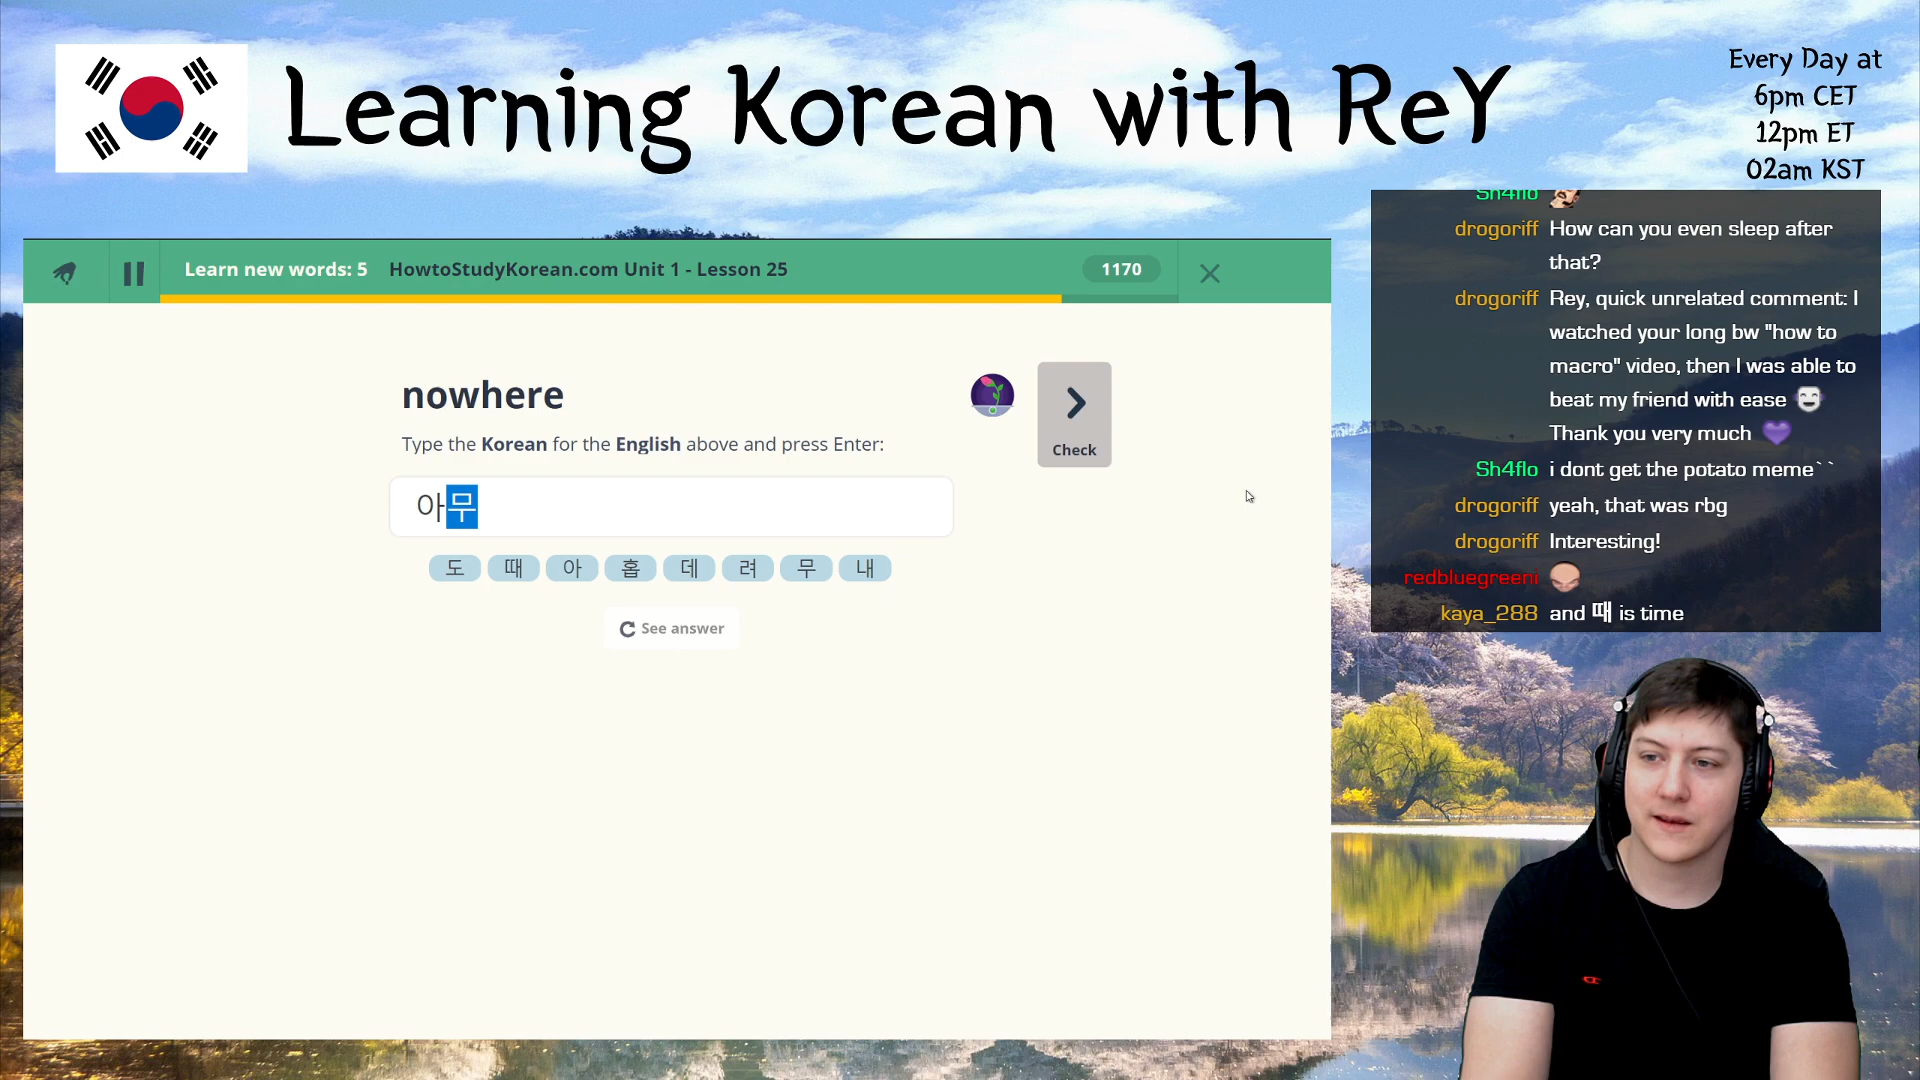 Learning Korean with ReY
Every Day at
6pm CET
12pm ET
02am KST
Learn new words: 5 HowtoStudyKorean.com Unit 1 - Lesson 25
1170
nowhere
Type the Korean for the English above and press Enter:
Check
아무
도 때 아 홉 데 려 무 내
See answer
Sh4flo
drogoriff How can you even sleep after
that?
drogoriff Rey, quick unrelated comment: I
watched your long bw "how to
macro" video, then I was able to
beat my friend with ease
Thank you very much
Sh4flo i dont get the potato meme``
drogoriff yeah, that was rbg
drogoriff Interesting!
redbluegreeni
kaya_288 and 때 is time